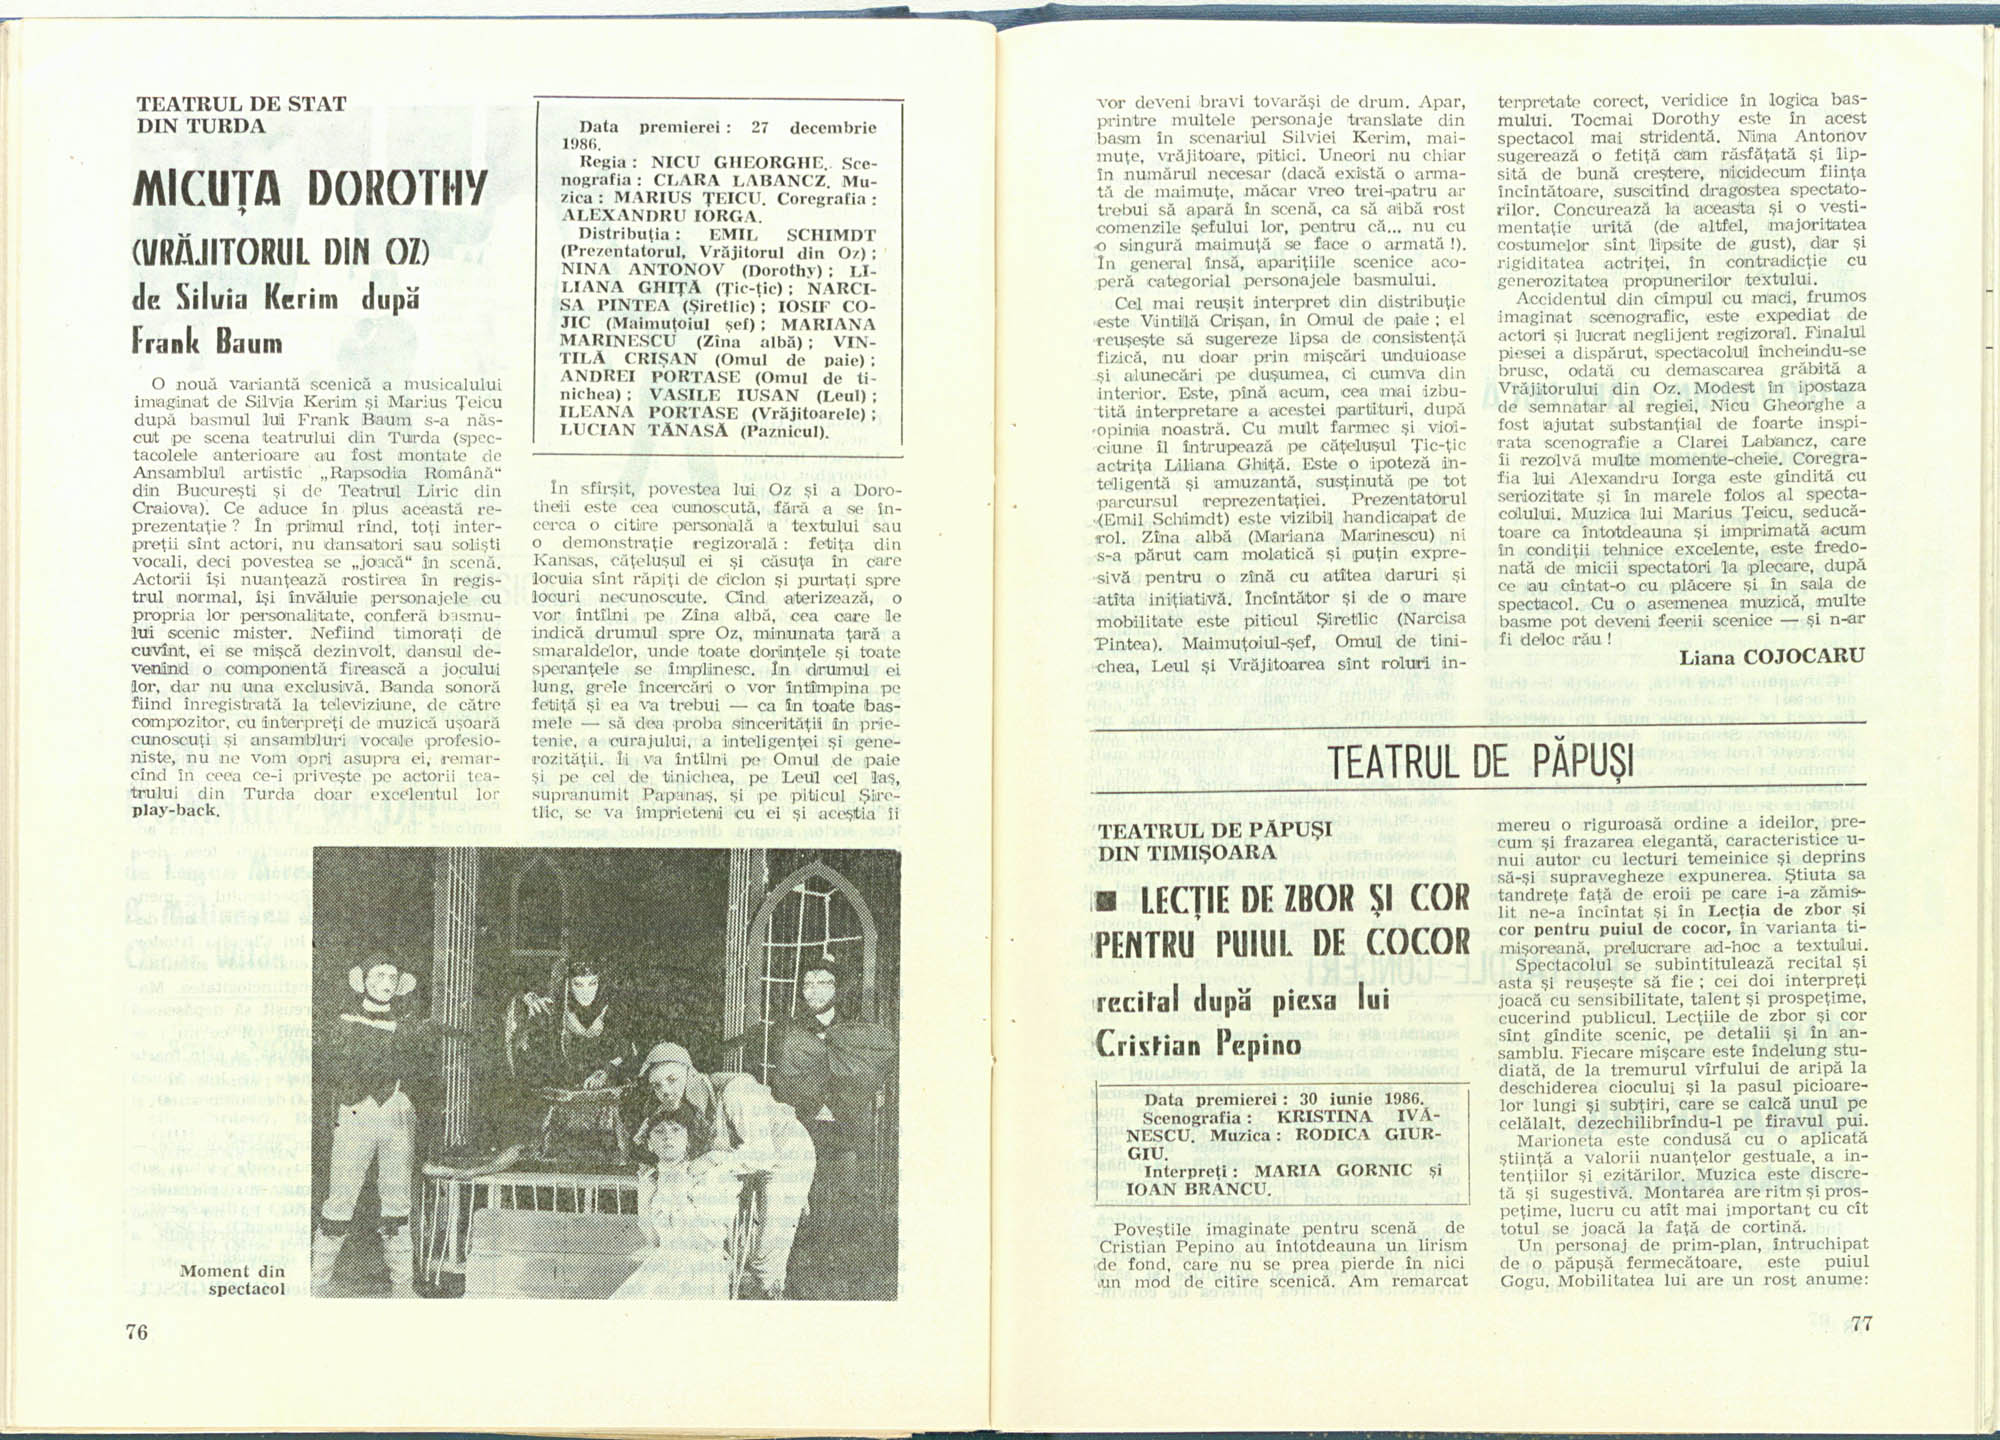 TEATRUL DE STAT
DIN TURDA
MICUȚA DOROTHY
(VRĂJITORUL DIN OZ)
de Silvia Kerim după
Frank Baum
O nouă variantă scenică a musicalului
imaginat de Silvia Kerim și Marius Țeicu
după basmul lui Frank Baum s-a năs-
cut pe scena teatrului din Turda (spec-
tacolele anterioare au fost montate de
Ansamblul artistic „Rapsodia Română“
din București și de Teatrul Liric din
Craiova). Ce aduce în plus această re-
prezentație ? În primul rînd, toți inter-
preții sînt actori, nu dansatori sau soliști
vocali, deci povestea se „joacă“ în scenă.
Actorii își nuanțează rostirea în regis-
trul normal, își învăluie personajele cu
propria lor personalitate, conferă basmu-
lui scenic mister. Nefiind timorați de
cuvînt, ei se mișcă dezinvolt, dansul de-
venind o componentă firească a jocului
lor, dar nu una exclusivă. Banda sonoră
fiind înregistrată la televiziune, de către
compozitor, cu interpreți de muzică ușoară
cunoscuți și ansambluri vocale profesio-
niste, nu ne vom opri asupra ei, remar-
cînd în ceea ce-i privește pe actorii tea-
trului din Turda doar excelentul lor
play-back.
Data premierei : 27 decembrie
1986.
Regia : NICU GHEORGHE. Sce-
nografia : CLARA LABANCZ. Mu-
zica : MARIUS ȚEICU. Coregrafia :
ALEXANDRU IORGA.
Distribuția : EMIL SCHIMDT
(Prezentatorul, Vrăjitorul din Oz) ;
NINA ANTONOV (Dorothy) ; LI-
LIANA GHIȚĂ (Țic-țic) ; NARCI-
SA PINTEA (Șiretlic) ; IOSIF CO-
JIC (Maimuțoiul șef) ; MARIANA
MARINESCU (Zîna albă) ; VIN-
TILĂ CRIȘAN (Omul de paie) ;
ANDREI PORTASE (Omul de ti-
nichea) ; VASILE IUSAN (Leul) ;
ILEANA PORTASE (Vrăjitoarele) ;
LUCIAN TĂNASĂ (Paznicul).
În sfîrșit, povestea lui Oz și a Doro-
theii este cea cunoscută, fără a se în-
cerca o citire personală a textului sau
o demonstrație regizorală : fetița din
Kansas, cățelușul ei și căsuța în care
locuia sînt răpiți de ciclon și purtați spre
locuri necunoscute. Cînd aterizează, o
vor întîlni pe Zîna albă, cea care le
indică drumul spre Oz, minunata țară a
smaraldelor, unde toate dorințele și toate
speranțele se împlinesc. În drumul ei
lung, grele încercări o vor întîmpina pe
fetiță și ea va trebui — ca în toate bas-
mele — să dea proba sincerității în prie-
tenie, a curajului, a inteligenței și gene-
rozității. Îi va întîlni pe Omul de paie
și pe cel de tinichea, pe Leul cel laș,
supranumit Papanaș, și pe piticul Șire-
tlic, se va împrieteni cu ei și aceștia îi
Moment din
spectacol
76
vor deveni bravi tovarăși de drum. Apar,
printre multele personaje translate din
basm în scenariul Silviei Kerim, mai-
muțe, vrăjitoare, pitici. Uneori nu chiar
în numărul necesar (dacă există o arma-
tă de maimuțe, măcar vreo trei-patru ar
trebui să apară în scenă, ca să aibă rost
comenzile șefului lor, pentru că... nu cu
o singură maimuță se face o armată !).
În general însă, aparițiile scenice aco-
peră categorial personajele basmului.
Cel mai reușit interpret din distribuție
este Vintilă Crișan, în Omul de paie ; el
reușește să sugereze lipsa de consistență
fizică, nu doar prin mișcări unduioase
și alunecări pe dușumea, ci cumva din
interior. Este, pînă acum, cea mai izbu-
tită interpretare a acestei partituri, după
opinia noastră. Cu mult farmec și vioi-
ciune îl întrupează pe cățelușul Țic-țic
actrița Liliana Ghiță. Este o ipoteză in-
teligentă și amuzantă, susținută pe tot
parcursul reprezentației. Prezentatorul
(Emil Schimdt) este vizibil handicapat de
rol. Zîna albă (Mariana Marinescu) ni
s-a părut cam molatică și puțin expre-
sivă pentru o zînă cu atîtea daruri și
atîta inițiativă. Încîntător și de o mare
mobilitate este piticul Șiretlic (Narcisa
Pintea). Maimuțoiul-șef, Omul de tini-
chea, Leul și Vrăjitoarea sînt roluri in-
terpretate corect, veridice în logica bas-
mului. Tocmai Dorothy este în acest
spectacol mai stridentă. Nina Antonov
sugerează o fetiță cam răsfățată și lip-
sită de bună creștere, nicidecum ființa
încîntătoare, suscitînd dragostea spectato-
rilor. Concurează la aceasta și o vesti-
mentație urîtă (de altfel, majoritatea
costumelor sînt lipsite de gust), dar și
rigiditatea actriței, în contradicție cu
generozitatea propunerilor textului.
Accidentul din cîmpul cu maci, frumos
imaginat scenografic, este expediat de
actori și lucrat neglijent regizoral. Finalul
piesei a dispărut, spectacolul încheindu-se
brusc, odată cu demascarea grăbită a
Vrăjitorului din Oz. Modest în ipostaza
de semnatar al regiei, Nicu Gheorghe a
fost ajutat substanțial de foarte inspi-
rata scenografie a Clarei Labancz, care
îi rezolvă multe momente-cheie. Coregra-
fia lui Alexandru Iorga este gîndită cu
seriozitate și în marele folos al specta-
colului. Muzica lui Marius Țeicu, seducă-
toare ca întotdeauna și imprimată acum
în condiții tehnice excelente, este fredo-
nată de micii spectatori la plecare, după
ce au cîntat-o cu plăcere și în sala de
spectacol. Cu o asemenea muzică, multe
basme pot deveni feerii scenice — și n-ar
fi deloc rău !
Liana COJOCARU
TEATRUL DE PĂPUȘI
TEATRUL DE PĂPUȘI
DIN TIMIȘOARA
■ LECȚIE DE ZBOR ȘI COR
PENTRU PUIUL DE COCOR
recital după piesa lui
Cristian Pepino
Data premierei : 30 iunie 1986.
Scenografia : KRISTINA IVĂ-
NESCU. Muzica : RODICA GIUR-
GIU.
Interpreți : MARIA GORNIC și
IOAN BRANCU.
Poveștile imaginate pentru scenă de
Cristian Pepino au întotdeauna un lirism
de fond, care nu se prea pierde în nici
un mod de citire scenică. Am remarcat
mereu o riguroasă ordine a ideilor, pre-
cum și frazarea elegantă, caracteristice u-
nui autor cu lecturi temeinice și deprins
să-și supravegheze expunerea. Știuta sa
tandrețe față de eroii pe care i-a zămis-
lit ne-a încîntat și în Lecția de zbor și
cor pentru puiul de cocor, în varianta ti-
mișoreană, prelucrare ad-hoc a textului.
Spectacolul se subintitulează recital și
asta și reușește să fie ; cei doi interpreți
joacă cu sensibilitate, talent și prospețime,
cucerind publicul. Lecțiile de zbor și cor
sînt gîndite scenic, pe detalii și în an-
samblu. Fiecare mișcare este îndelung stu-
diată, de la tremurul vîrfului de aripă la
deschiderea ciocului și la pasul picioare-
lor lungi și subțiri, care se calcă unul pe
celălalt, dezechilibrîndu-l pe firavul pui.
Marioneta este condusă cu o aplicată
știință a valorii nuanțelor gestuale, a in-
tențiilor și ezitărilor. Muzica este discre-
tă și sugestivă. Montarea are ritm și pros-
pețime, lucru cu atît mai important cu cît
totul se joacă la față de cortină.
Un personaj de prim-plan, întruchipat
de o păpușă fermecătoare, este puiul
Gogu. Mobilitatea lui are un rost anume:
77